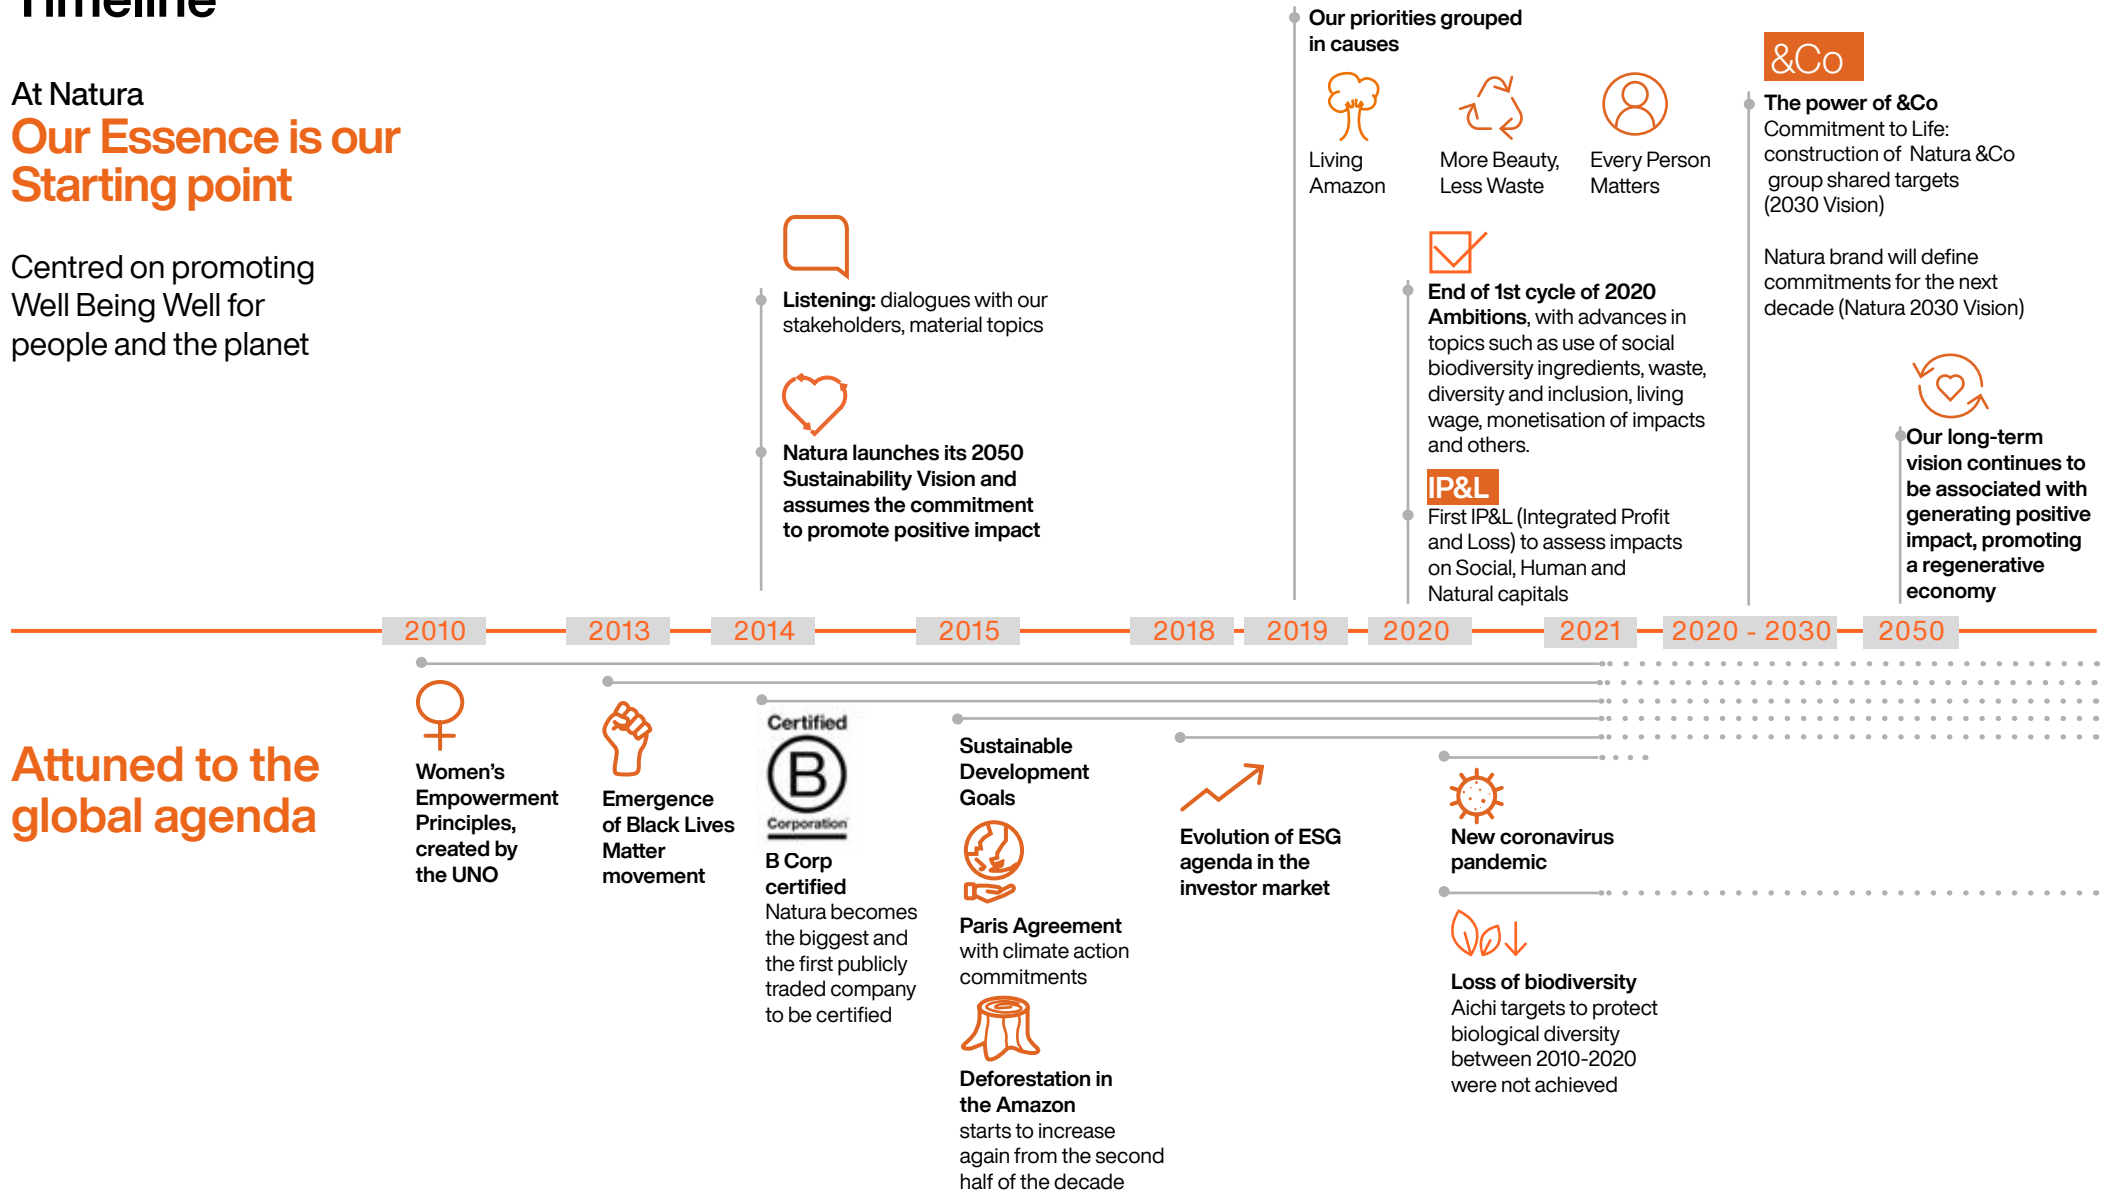 Timeline
At Natura
Our Essence is our
Starting point
Centred on promoting
Well Being Well for
people and the planet
Listening: dialogues with our
stakeholders, material topics
Natura launches its 2050
Sustainability Vision and
assumes the commitment
to promote positive impact
Our priorities grouped
in causes
Living
Amazon
More Beauty,
Less Waste
Every Person
Matters
End of 1st cycle of 2020
Ambitions, with advances in
topics such as use of social
biodiversity ingredients, waste,
diversity and inclusion, living
wage, monetisation of impacts
and others.
IP&L
First IP&L (Integrated Profit
and Loss) to assess impacts
on Social, Human and
Natural capitals
&Co
The power of &Co
Commitment to Life:
construction of Natura &Co
group shared targets
(2030 Vision)
Natura brand will define
commitments for the next
decade (Natura 2030 Vision)
Our long-term
vision continues to
be associated with
generating positive
impact, promoting
a regenerative
economy
2010 2013 2014 2015 2018 2019 2020 2021 2020 - 2030 2050
Attuned to the
global agenda
Women's
Empowerment
Principles,
created by
the UNO
Emergence
of Black Lives
Matter
movement
Certified
B
Corporation
B Corp
certified
Natura becomes
the biggest and
the first publicly
traded company
to be certified
Sustainable
Development
Goals
Paris Agreement
with climate action
commitments
Deforestation in
the Amazon
starts to increase
again from the second
half of the decade
Evolution of ESG
agenda in the
investor market
New coronavirus
pandemic
Loss of biodiversity
Aichi targets to protect
biological diversity
between 2010-2020
were not achieved